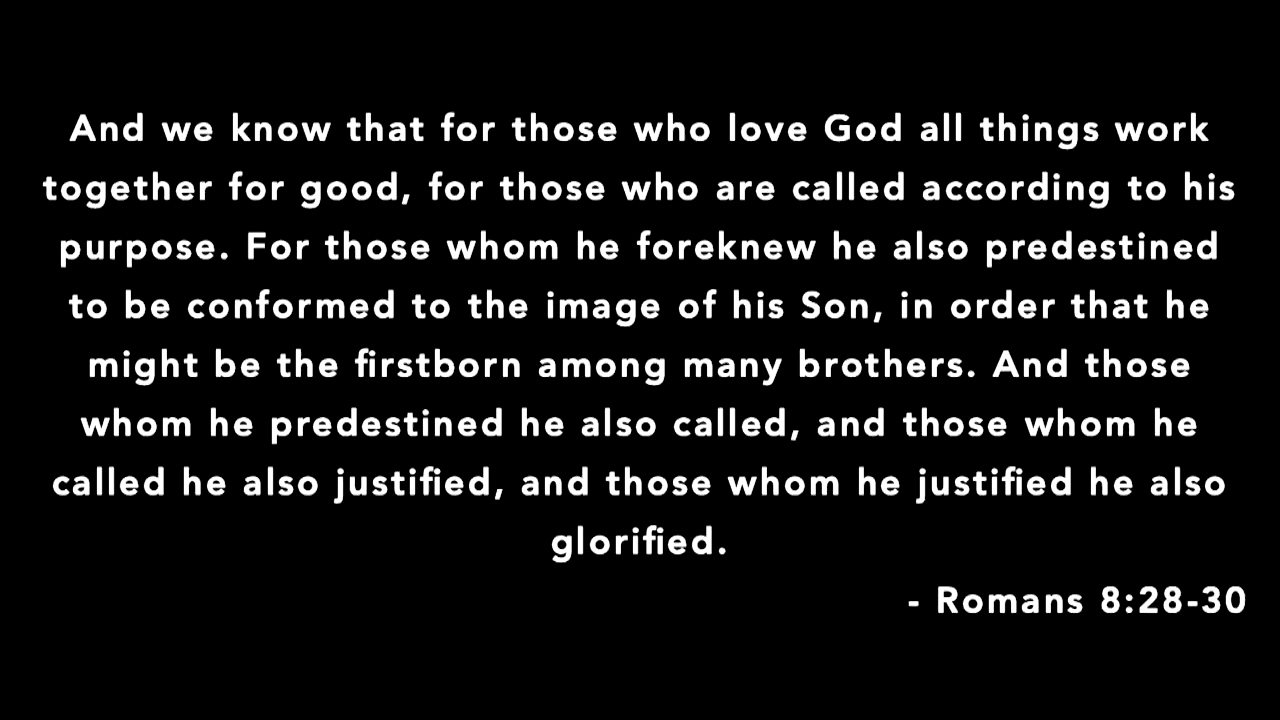 And we know that for those who love God all things work
together for good, for those who are called according to his
purpose. For those whom he foreknew he also predestined
to be conformed to the image of his Son, in order that he
might be the firstborn among many brothers. And those
whom he predestined he also called, and those whom he
called he also justified, and those whom he justified he also
glorified.
- Romans 8:28-30